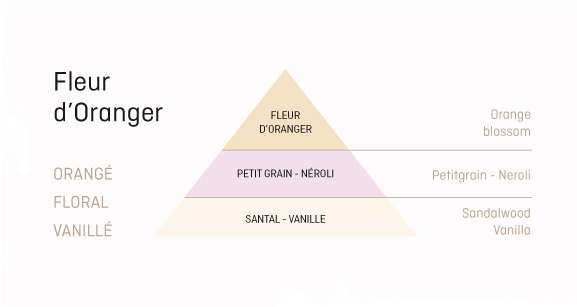 Fleur
d'Oranger
ORANGÉ
FLORAL
VANILLÉ
FLEUR
D'ORANGER
PETIT GRAIN - NÉROLI
SANTAL - VANILLE
Orange
blossom
Petitgrain - Neroli
Sandalwood
Vanilla